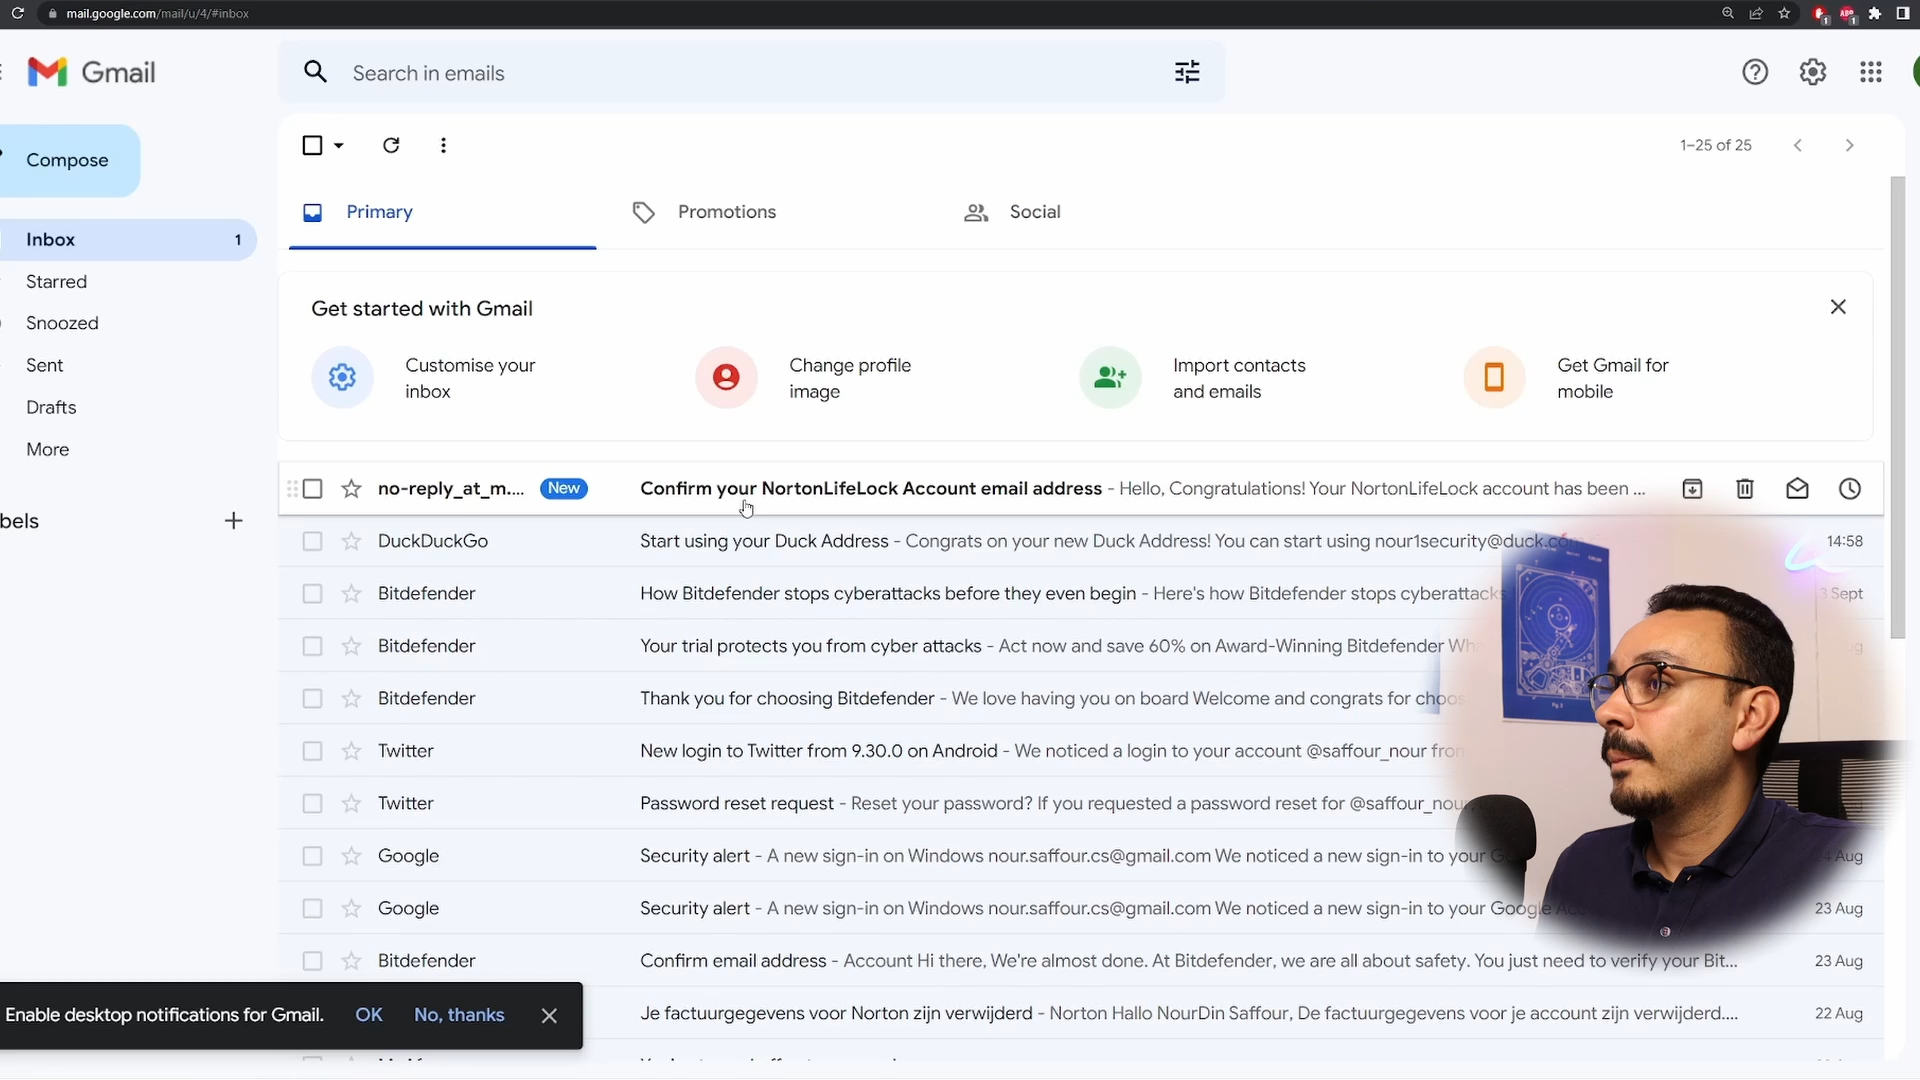 mail.google.com/mail/u/4/#inbox
1
ABP
1
Gmail
Search in emails
Compose
1–25 of 25
Primary
Promotions
Social
Inbox
1
Starred
Snoozed
Sent
Drafts
More
bels
Get started with Gmail
Customise your
inbox
Change profile
image
Import contacts
and emails
Get Gmail for
mobile
no-reply_at_m.... New Confirm your NortonLifeLock Account email address - Hello, Congratulations! Your NortonLifeLock account has been ...
DuckDuckGo Start using your Duck Address - Congrats on your new Duck Address! You can start using nour1security@duck.com 14:58
Bitdefender How Bitdefender stops cyberattacks before they even begin - Here's how Bitdefender stops cyberattacks 3 Sept
Bitdefender Your trial protects you from cyber attacks - Act now and save 60% on Award-Winning Bitdefender
Bitdefender Thank you for choosing Bitdefender - We love having you on board Welcome and congrats for
Twitter New login to Twitter from 9.30.0 on Android - We noticed a login to your account @saffour_nour
Twitter Password reset request - Reset your password? If you requested a password reset for
Google Security alert - A new sign-in on Windows nour.saffour.cs@gmail.com We noticed a new sign-in to your 24 Aug
Google Security alert - A new sign-in on Windows nour.saffour.cs@gmail.com We noticed a new sign-in to your Google 23 Aug
Bitdefender Confirm email address - Account Hi there, We're almost done. At Bitdefender, we are all about safety. You just need to verify your Bit... 23 Aug
Je factuurgegevens voor Norton zijn verwijderd - Norton Hallo NourDin Saffour, De factuurgegevens voor je account zijn verwijderd.... 22 Aug
Enable desktop notifications for Gmail. OK No, thanks